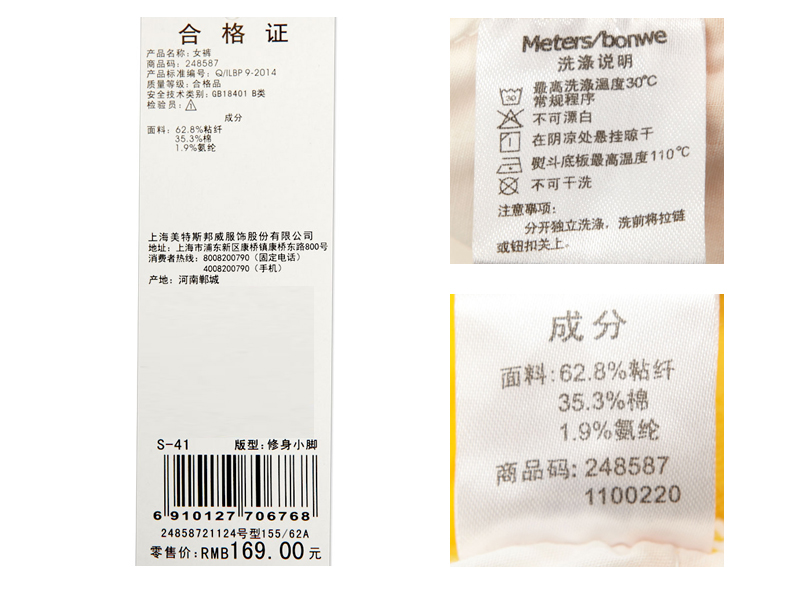 合格证
产品名称：女裤
商品码：248587
产品标准编号：Q/ILBP 9-2014
质量等级：合格品
安全技术类别：GB18401 B类
检验员：
成分
面料：62.8%粘纤
35.3%棉
1.9%氨纶
上海美特斯邦威服饰股份有限公司
地址：上海市浦东新区康桥镇康桥东路800号
消费者热线：8008200790（固定电话）
4008200790（手机）
产地：河南郸城
S-41 版型：修身小脚
6 910127 706768
24858721124号型155/62A
零售价：RMB169.00元
Meters/bonwe
洗涤说明
30 最高洗涤温度30℃
常规程序
不可漂白
在阴凉处悬挂晾干
熨斗底板最高温度110℃
不可干洗
注意事项：
分开独立洗涤，洗前将拉链
或钮扣关上。
成分
面料：62.8%粘纤
35.3%棉
1.9%氨纶
商品码：248587
1100220